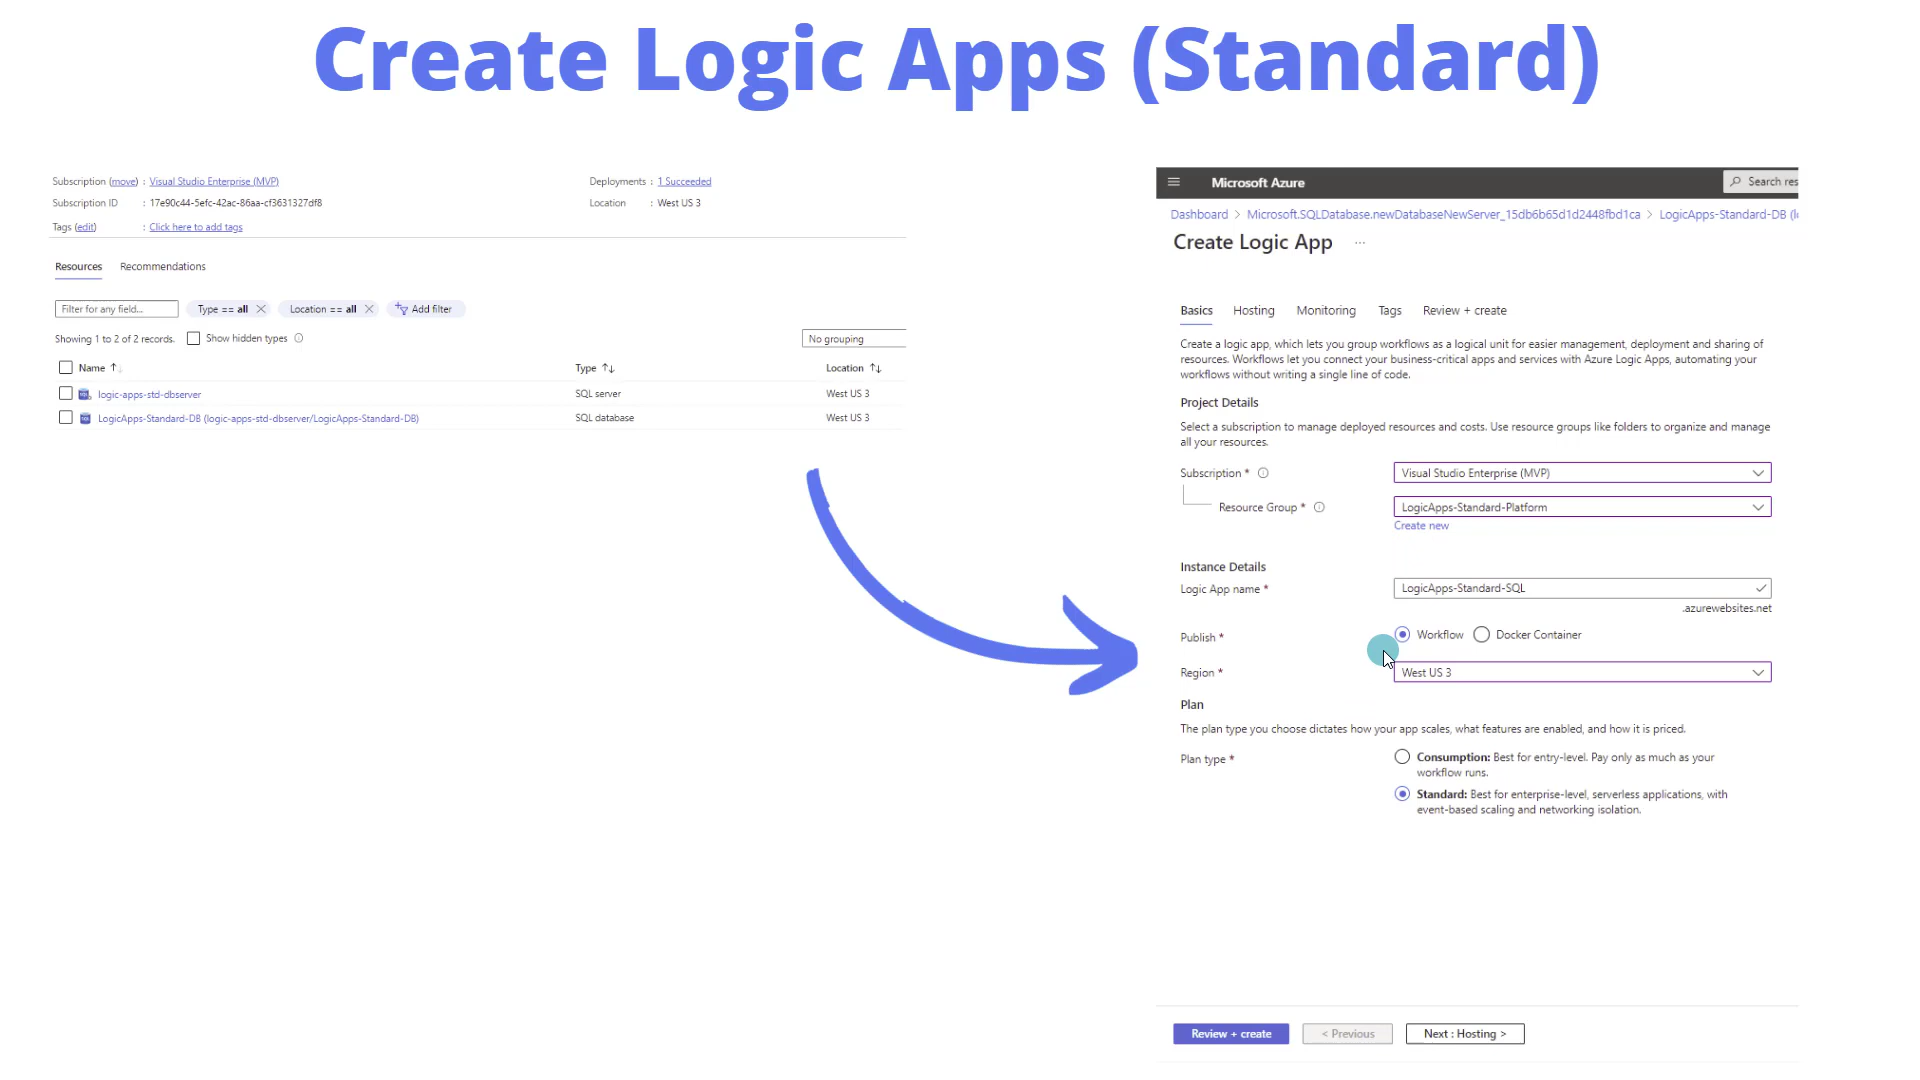 Create Logic Apps (Standard)
Subscription (move) : Visual Studio Enterprise (MVP)
Subscription ID : 17e90c44-5efc-42ac-86aa-cf3631327df8
Tags (edit) : Click here to add tags
Deployments : 1 Succeeded
Location : West US 3
Resources Recommendations
Filter for any field... Type == all Location == all Add filter
Showing 1 to 2 of 2 records. Show hidden types No grouping
Name Type Location
logic-apps-std-dbserver SQL server West US 3
LogicApps-Standard-DB (logic-apps-std-dbserver/LogicApps-Standard-DB) SQL database West US 3
Microsoft Azure Search res
Dashboard > Microsoft.SQLDatabase.newDatabaseNewServer_15db6b65d1d2448fbd1ca > LogicApps-Standard-DB (l
Create Logic App ...
Basics Hosting Monitoring Tags Review + create
Create a logic app, which lets you group workflows as a logical unit for easier management, deployment and sharing of
resources. Workflows let you connect your business-critical apps and services with Azure Logic Apps, automating your
workflows without writing a single line of code.
Project Details
Select a subscription to manage deployed resources and costs. Use resource groups like folders to organize and manage
all your resources.
Subscription * Visual Studio Enterprise (MVP)
Resource Group * LogicApps-Standard-Platform
Create new
Instance Details
Logic App name * LogicApps-Standard-SQL
.azurewebsites.net
Publish * Workflow Docker Container
Region * West US 3
Plan
The plan type you choose dictates how your app scales, what features are enabled, and how it is priced.
Plan type * Consumption: Best for entry-level. Pay only as much as your
workflow runs.
Standard: Best for enterprise-level, serverless applications, with
event-based scaling and networking isolation.
Review + create < Previous Next : Hosting >